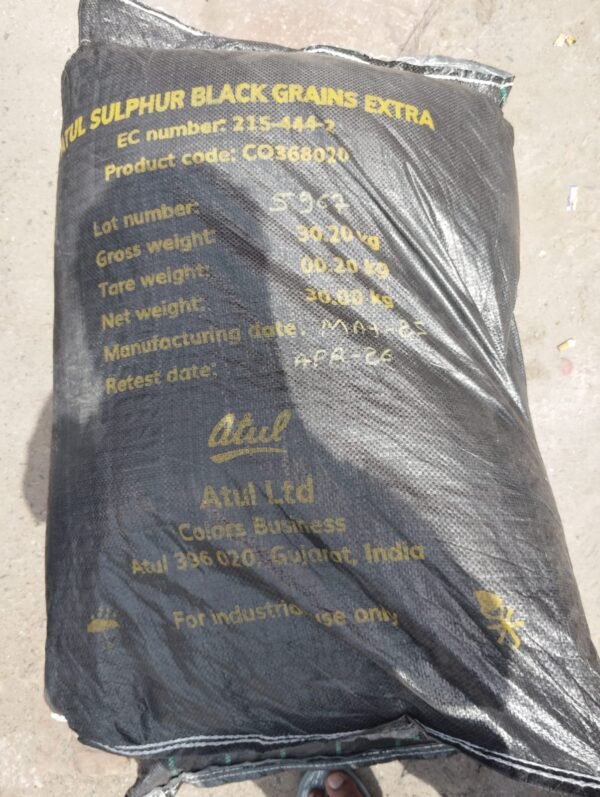 ATUL SULPHUR BLACK GRAINS EXTRA
EC number: 215-444-2
Product code: CO368020
Lot number: 5967
Gross weight: 30.20 kg
Tare weight: 00.20 kg
Net weight: 30.00 kg
Manufacturing date: MAY-25
Retest date: APR-26
atul
Atul Ltd
Colors Business
Atul 396 020, Gujarat, India
For industrial use only